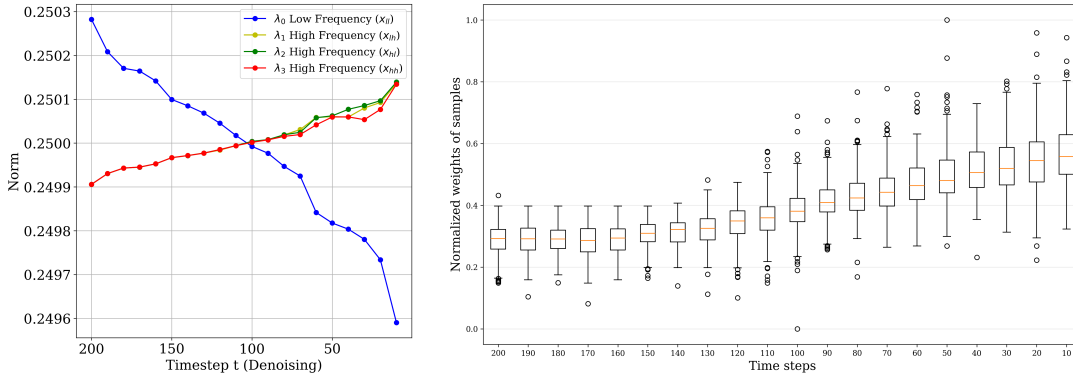 λ₀ Low Frequency (xₗₗ)
λ₁ High Frequency (xₗₕ)
λ₂ High Frequency (xₕₗ)
λ₃ High Frequency (xₕₕ)
0.2503
0.2502
0.2501
0.2500
0.2499
0.2498
0.2497
0.2496
Norm
200 150 100 50
Timestep t (Denoising)
Normalized weights of samples
1.0
0.8
0.6
0.4
0.2
0.0
200 190 180 170 160 150 140 130 120 110 100 90 80 70 60 50 40 30 20 10
Time steps